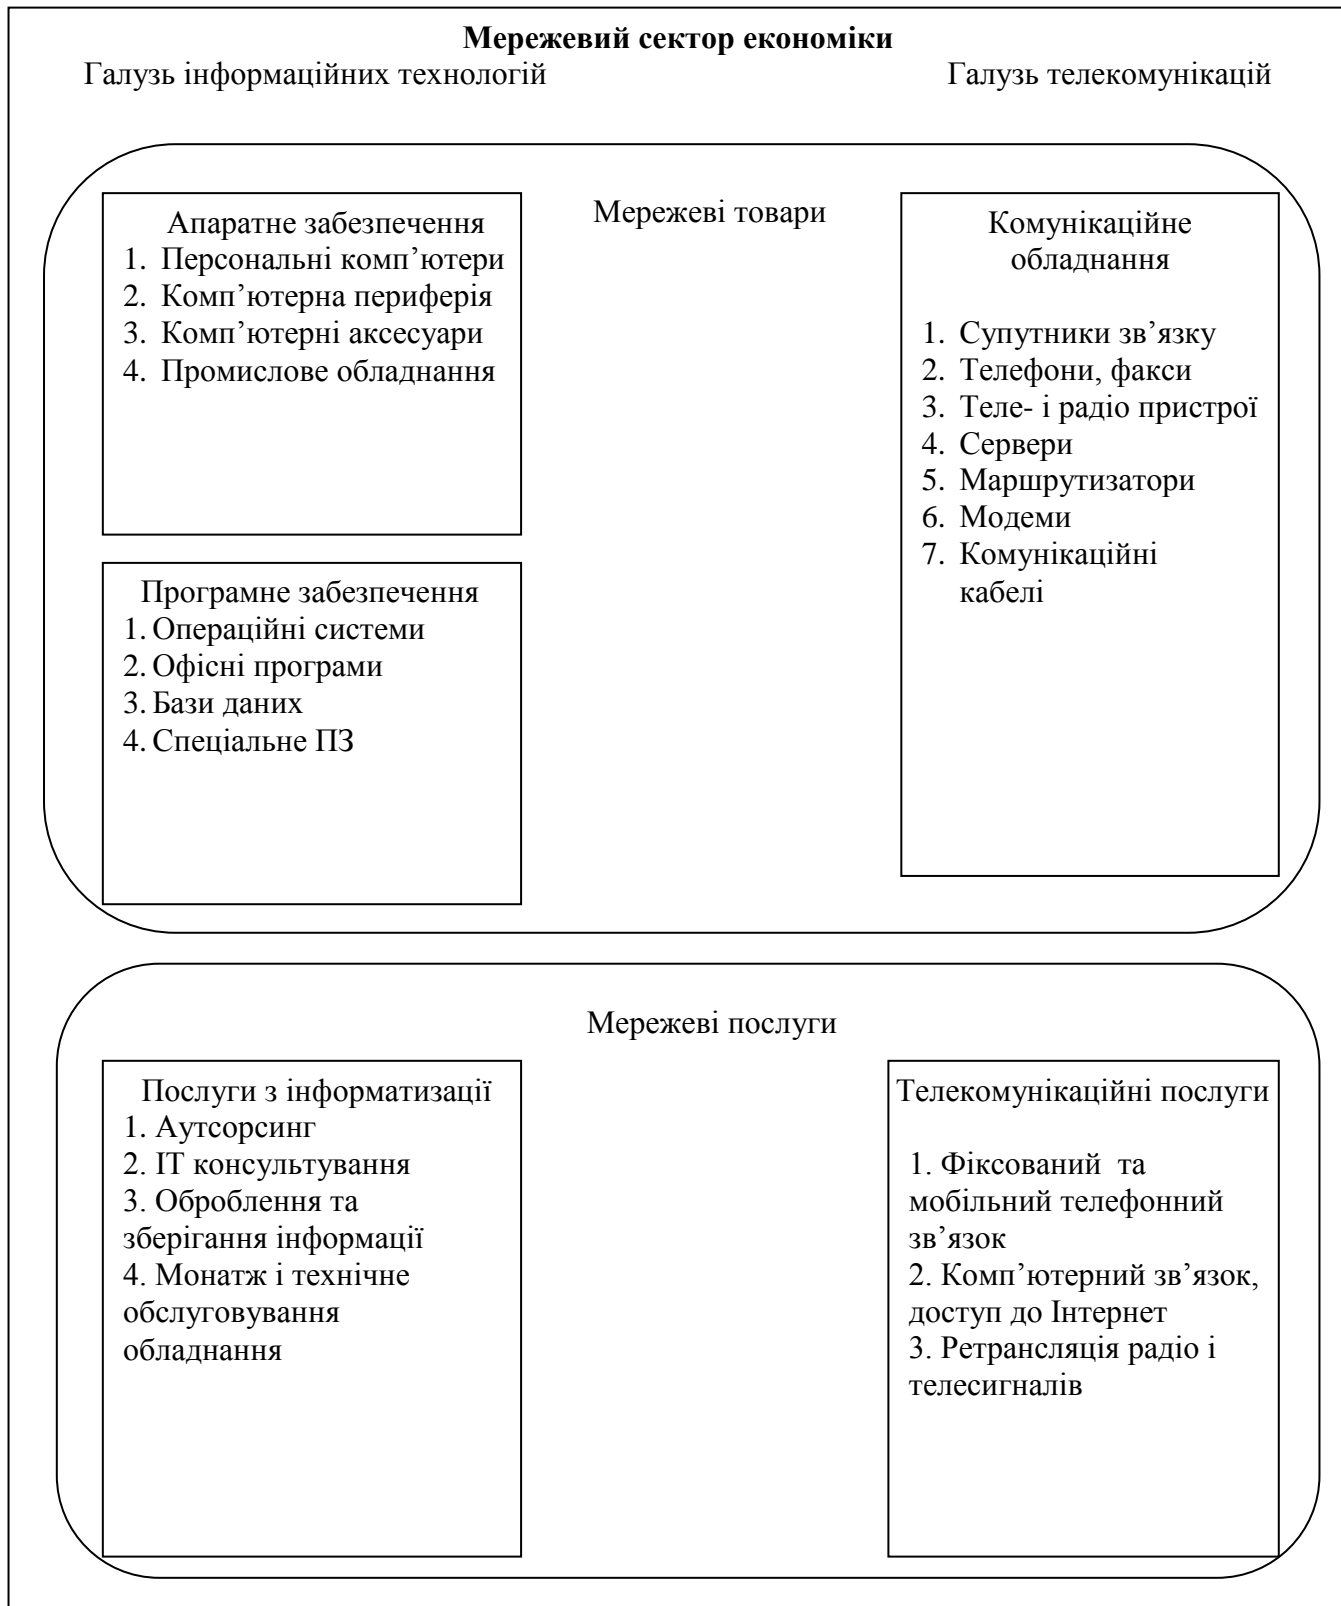 Мережевий сектор економіки
Галузь інформаційних технологій
Галузь телекомунікацій
Мережеві товари
Апаратне забезпечення
1. Персональні комп’ютери
2. Комп’ютерна периферія
3. Комп’ютерні аксесуари
4. Промислове обладнання
Програмне забезпечення
1. Операційні системи
2. Офісні програми
3. Бази даних
4. Спеціальне ПЗ
Комунікаційне
обладнання
1. Супутники зв’язку
2. Телефони, факси
3. Теле- і радіо пристрої
4. Сервери
5. Маршрутизатори
6. Модеми
7. Комунікаційні
кабелі
Мережеві послуги
Послуги з інформатизації
1. Аутсорсинг
2. ІТ консультування
3. Оброблення та
зберігання інформації
4. Монатж і технічне
обслуговування
обладнання
Телекомунікаційні послуги
1. Фіксований та
мобільний телефонний
зв’язок
2. Комп’ютерний зв’язок,
доступ до Інтернет
3. Ретрансляція радіо і
телесигналів